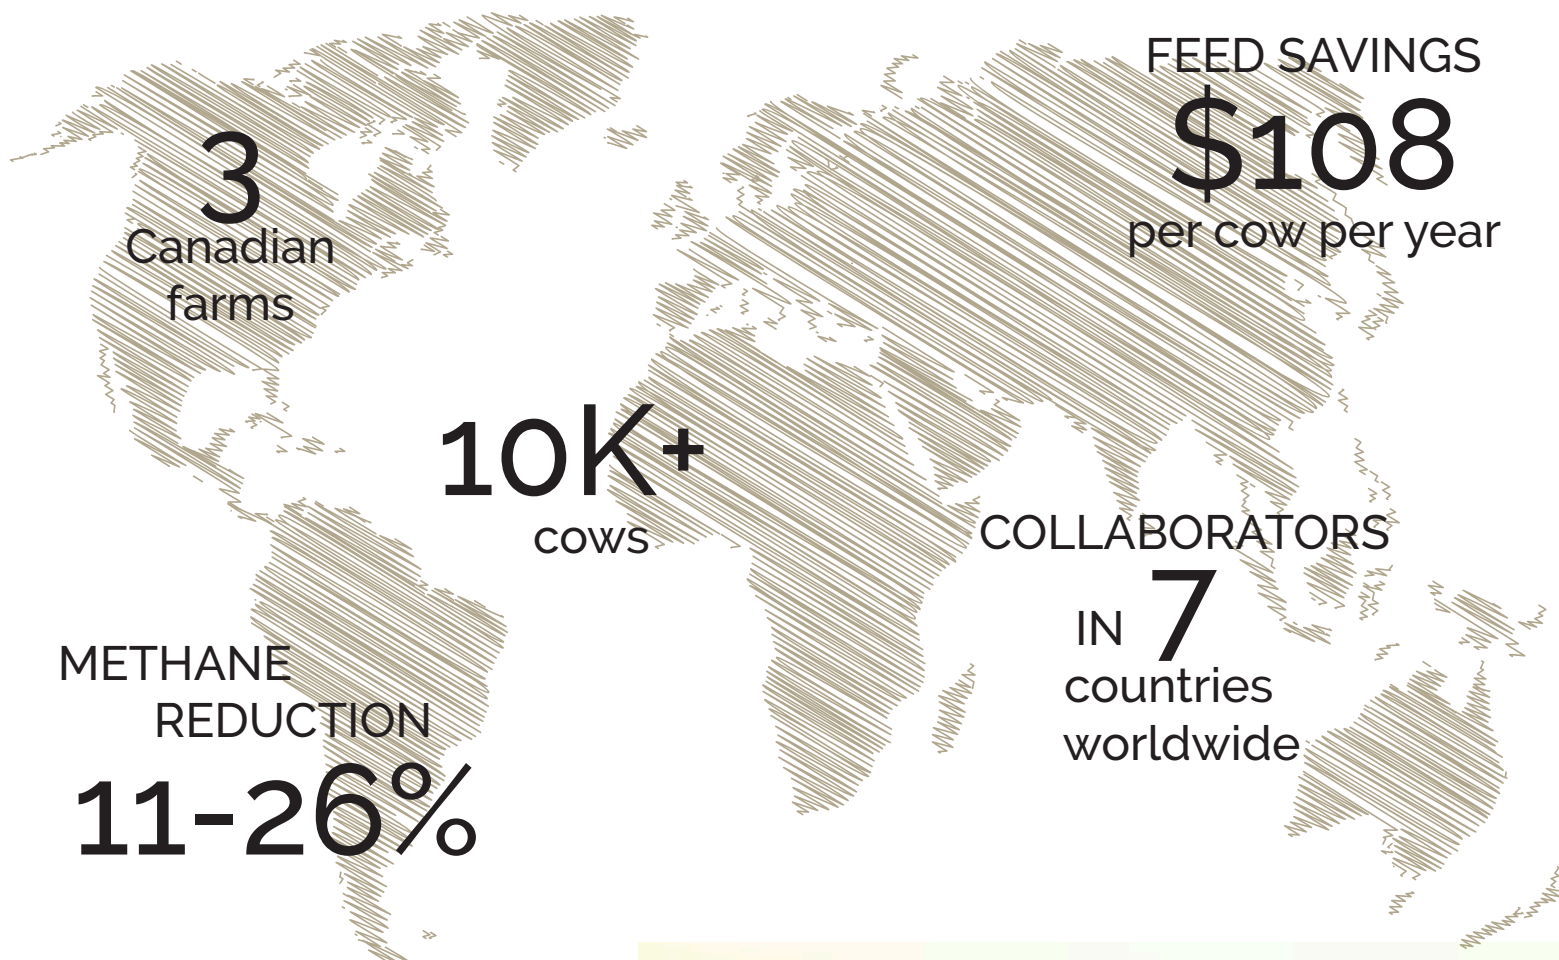 FEED SAVINGS
$108
per cow per year
3
Canadian
farms
10K+
cows
COLLABORATORS
IN 7
countries
worldwide
METHANE
REDUCTION
11-26%